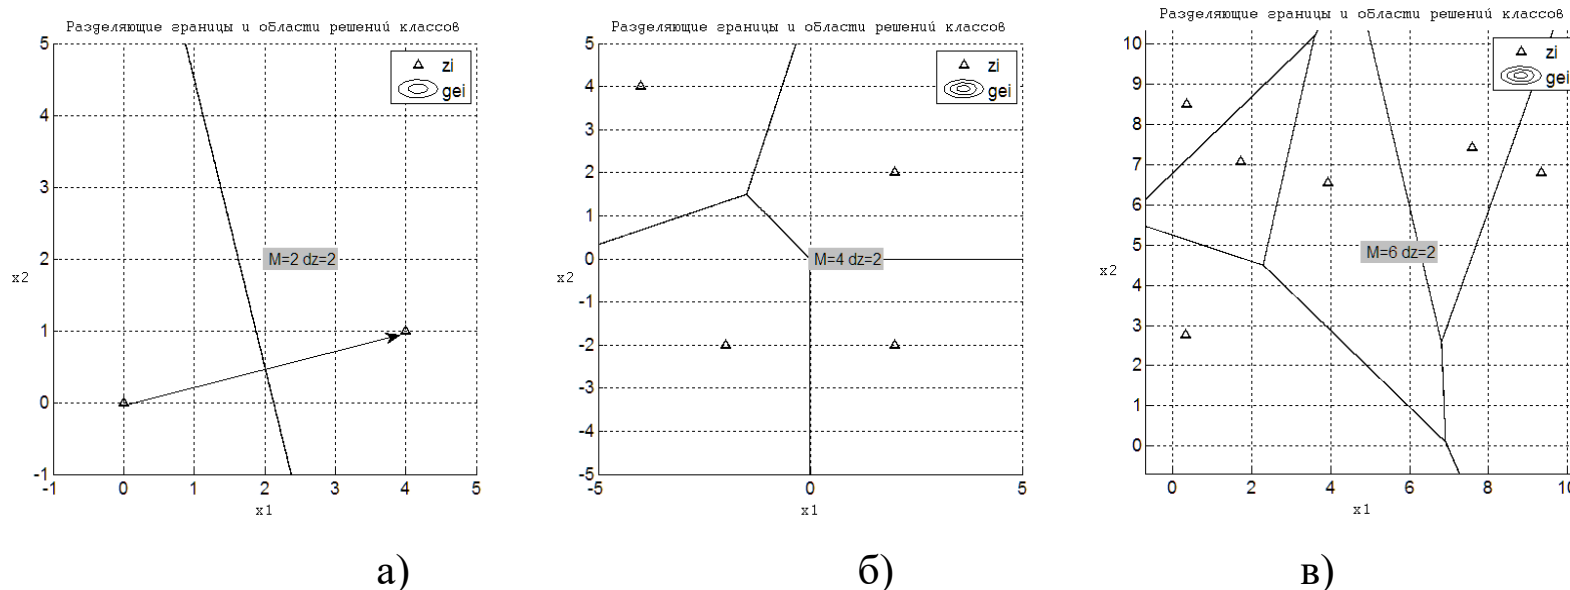 Разделяющие границы и области решений классов
5
4
3
2
1
0
-1
x2
-1 0 1 2 3 4 5
x1
zi
gei
M=2 dz=2
а)
Разделяющие границы и области решений классов
5
4
3
2
1
0
-1
-2
-3
-4
-5
x2
-5 0 5
x1
zi
gei
M=4 dz=2
б)
Разделяющие границы и области решений классов
10
9
8
7
6
5
4
3
2
1
0
x2
0 2 4 6 8 10
x1
zi
gei
M=6 dz=2
в)